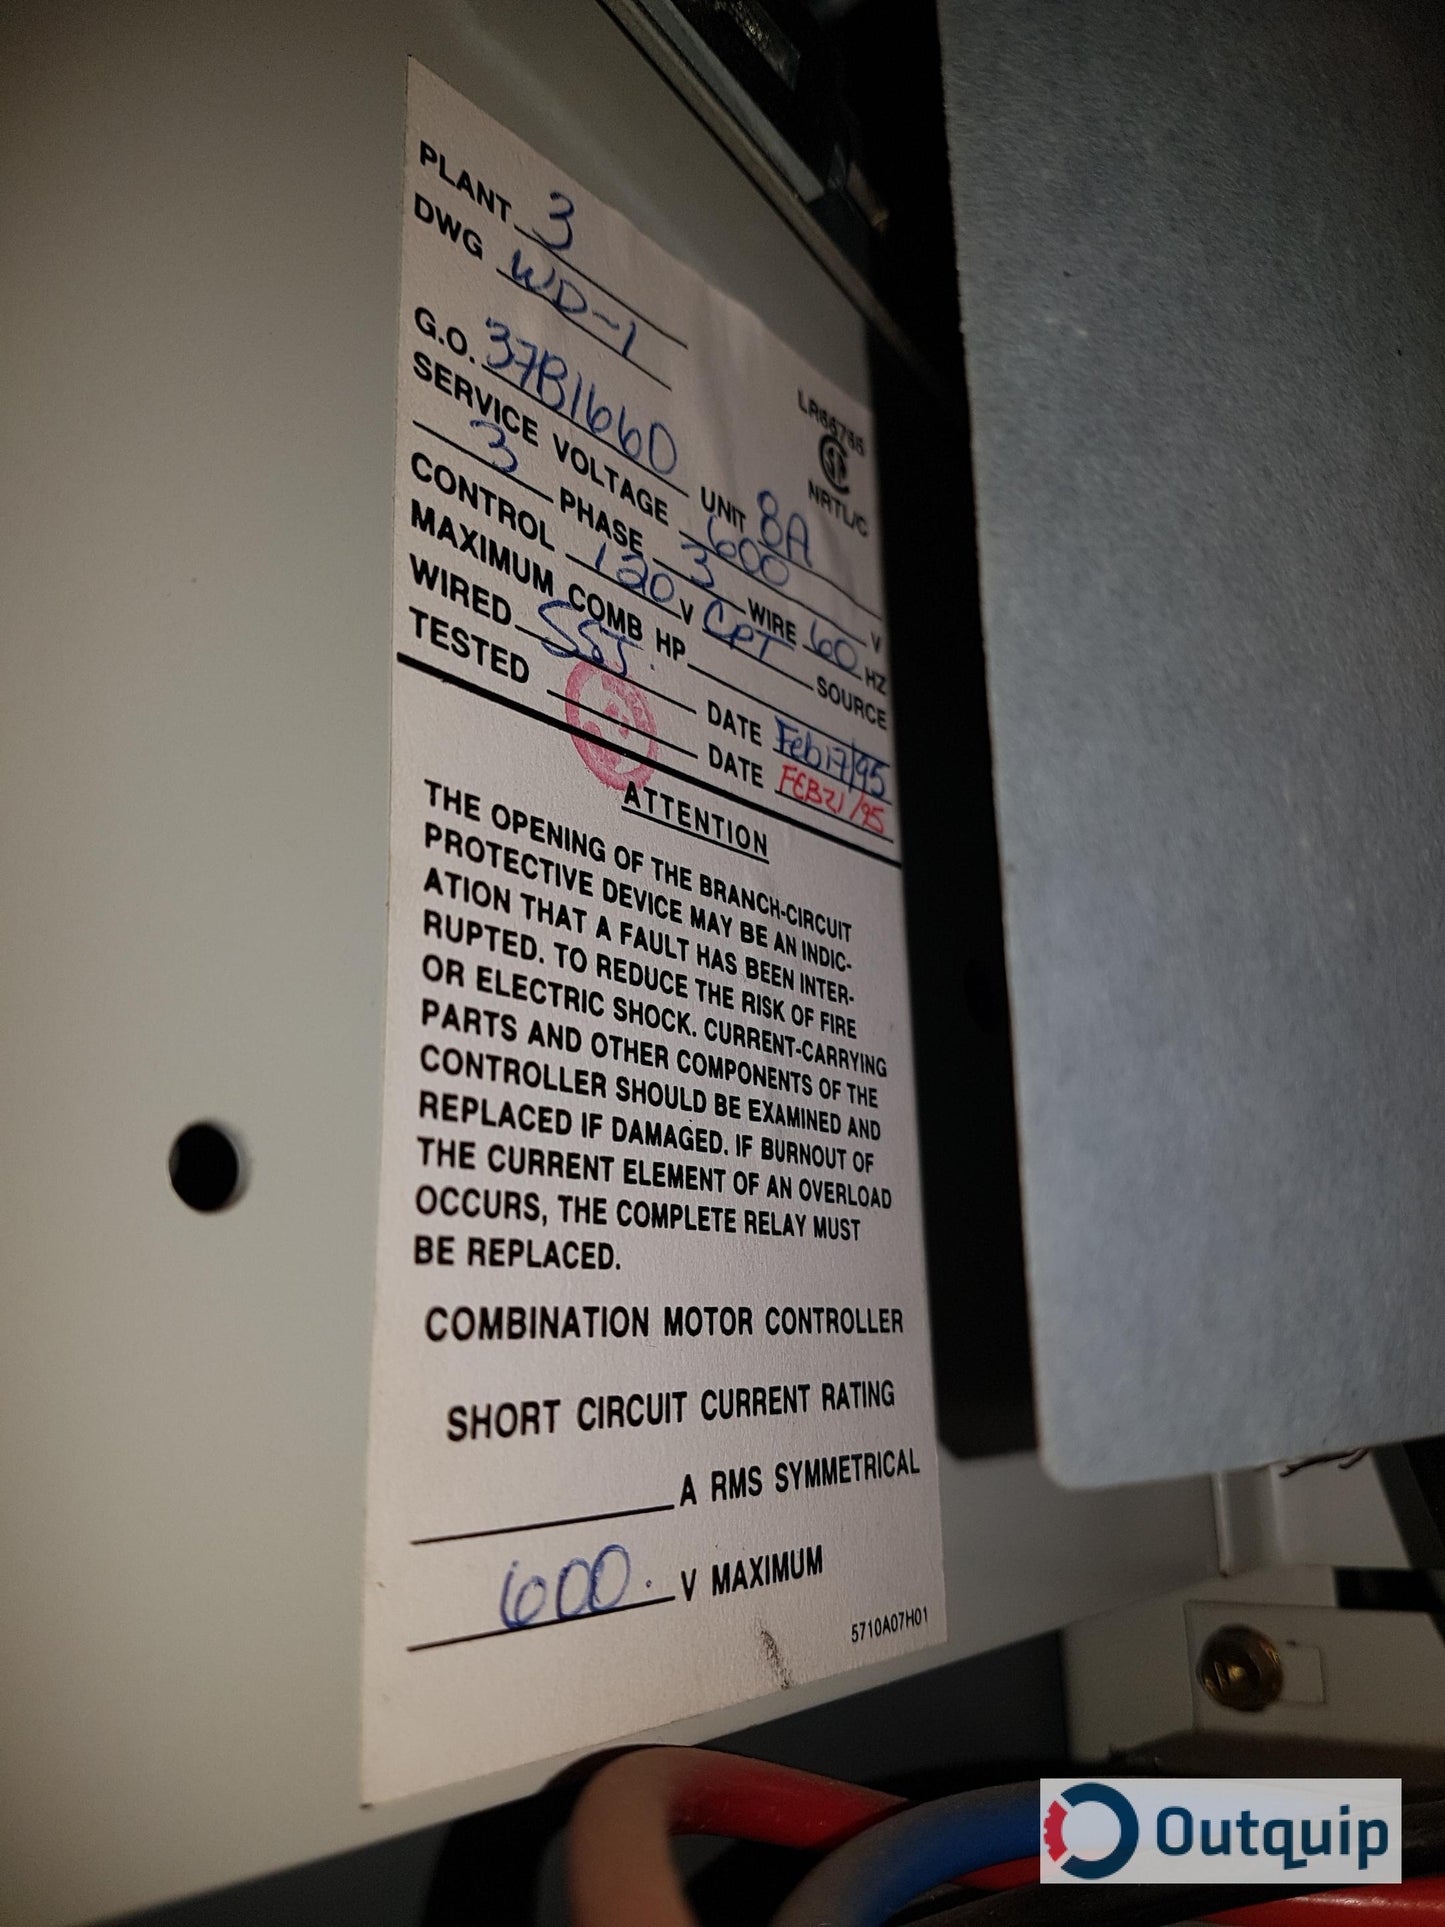 PLANT 3
DWG WD-1
LR66785
NRTL/C
G.O. 37B1660 UNIT 8A
SERVICE VOLTAGE 600 V
3 PHASE 3 WIRE 60 HZ
CONTROL 120 V CPT SOURCE
MAXIMUM COMB HP
WIRED SST. DATE Feb17/95
TESTED DATE FEB21/95
ATTENTION
THE OPENING OF THE BRANCH-CIRCUIT
PROTECTIVE DEVICE MAY BE AN INDIC-
ATION THAT A FAULT HAS BEEN INTER-
RUPTED. TO REDUCE THE RISK OF FIRE
OR ELECTRIC SHOCK. CURRENT-CARRYING
PARTS AND OTHER COMPONENTS OF THE
CONTROLLER SHOULD BE EXAMINED AND
REPLACED IF DAMAGED. IF BURNOUT OF
THE CURRENT ELEMENT OF AN OVERLOAD
OCCURS, THE COMPLETE RELAY MUST
BE REPLACED.
COMBINATION MOTOR CONTROLLER
SHORT CIRCUIT CURRENT RATING
A RMS SYMMETRICAL
600. V MAXIMUM
5710A07H01
Outquip